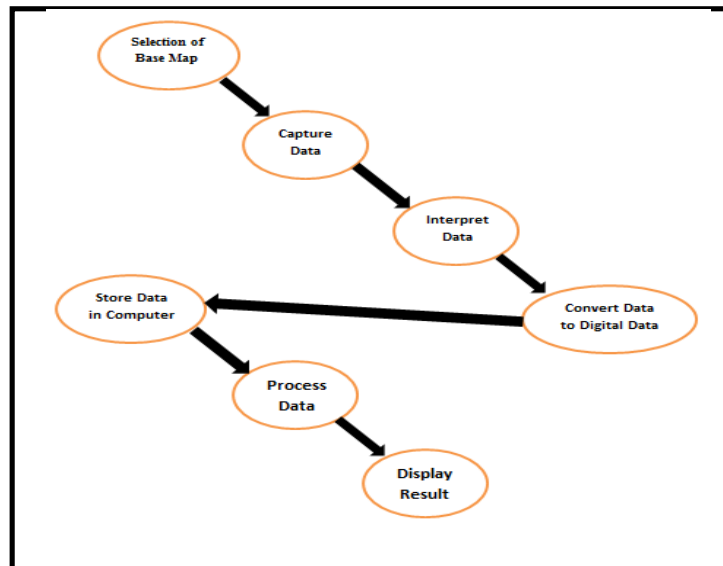 Selection of
Base Map
Capture
Data
Interpret
Data
Convert Data
to Digital Data
Store Data
in Computer
Process
Data
Display
Result